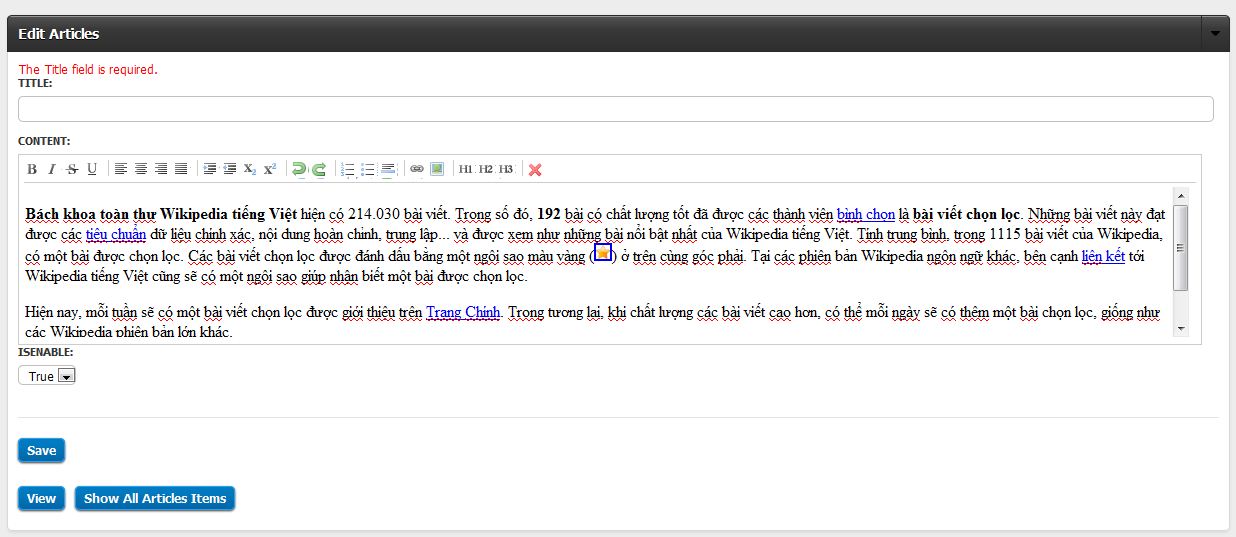 Edit Articles
The Title field is required.
TITLE:
CONTENT:
B I S U X2 X2 H1 H2 H3
Bách khoa toàn thư Wikipedia tiếng Việt hiện có 214.030 bài viết. Trong số đó, 192 bài có chất lượng tốt đã được các thành viên bình chọn là bài viết chọn lọc. Những bài viết này đạt
được các tiêu chuẩn dữ liệu chính xác, nội dung hoàn chỉnh, trung lập... và được xem như những bài nổi bật nhất của Wikipedia tiếng Việt. Tính trung bình, trong 1115 bài viết của Wikipedia,
có một bài được chọn lọc. Các bài viết chọn lọc được đánh dấu bằng một ngôi sao màu vàng ( ) ở trên cùng góc phải. Tại các phiên bản Wikipedia ngôn ngữ khác, bên cạnh liên kết tới
Wikipedia tiếng Việt cũng sẽ có một ngôi sao giúp nhận biết một bài được chọn lọc.
Hiện nay, mỗi tuần sẽ có một bài viết chọn lọc được giới thiệu trên Trang Chính. Trong tương lai, khi chất lượng các bài viết cao hơn, có thể mỗi ngày sẽ có thêm một bài chọn lọc, giống như
các Wikipedia phiên bản lớn khác.
ISENABLE:
True
Save
View Show All Articles Items